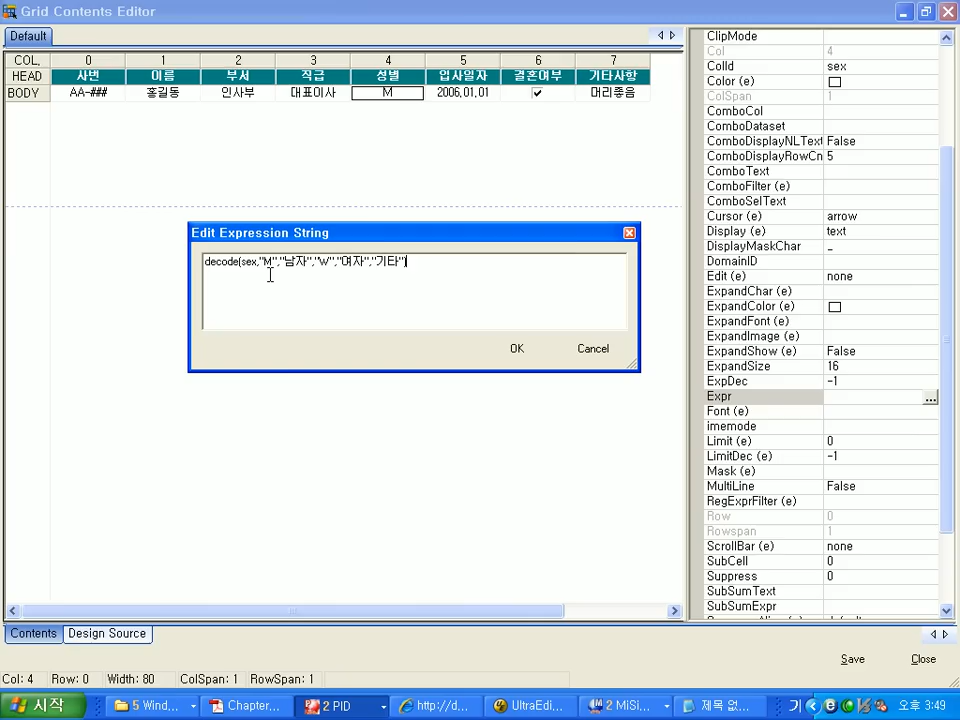 Grid Contents Editor
Default
COL, 0 1 2 3 4 5 6 7
HEAD 사번 이름 부서 직급 성별 입사일자 결혼여부 기타사항
BODY AA-### 홍길동 인사부 대표이사 M 2006,01,01 머리좋음
Edit Expression String
decode(sex,"M","남자","W","여자","기타")
OK Cancel
ClipMode
Col 4
ColId sex
Color (e)
ColSpan 1
ComboCol
ComboDataset
ComboDisplayNLText False
ComboDisplayRowCn 5
ComboText
ComboFilter (e)
ComboSelText
Cursor (e) arrow
Display (e) text
DisplayMaskChar _
DomainID
Edit (e) none
ExpandChar (e)
ExpandColor (e)
ExpandFont (e)
ExpandImage (e)
ExpandShow (e) False
ExpandSize 16
ExpDec -1
Expr ...
Font (e)
imemode
Limit (e) 0
LimitDec (e) -1
Mask (e)
MultiLine False
RegExprFilter (e)
Row 0
Rowspan 1
ScrollBar (e) none
SubCell 0
Suppress 0
SubSumText
SubSumExpr
Contents Design Source
Save Close
Col: 4 Row: 0 Width: 80 ColSpan: 1 RowSpan: 1
시작 5 Wind... Chapter... 2 PID http://d... UltraEdi... 2 MiSi... 제목 없... 기 오후 3:49